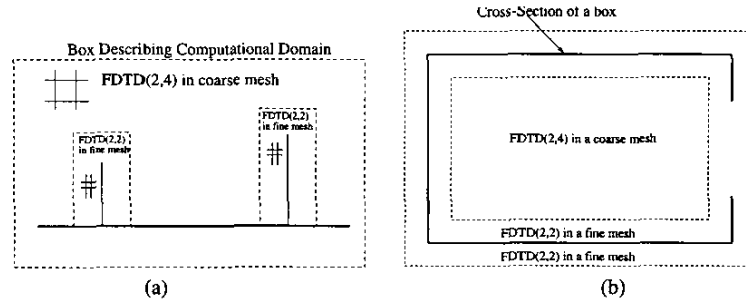 Box Describing Computational Domain
FDTD(2,4) in coarse mesh
FDTD(2,2)
in fine mesh
FDTD(2,2)
in fine mesh
(a)
Cross-Section of a box
FDTD(2,4) in a coarse mesh
FDTD(2,2) in a fine mesh
FDTD(2,2) in a fine mesh
(b)